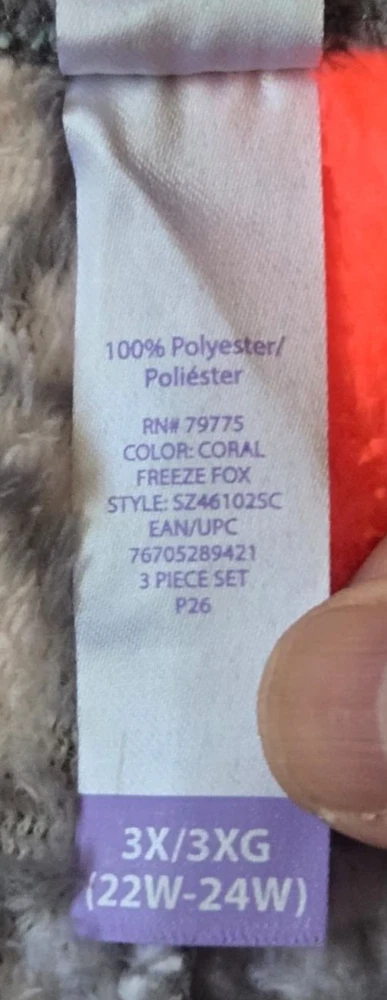 100% Polyester/
Poliéster
RN# 79775
COLOR: CORAL
FREEZE FOX
STYLE: SZ46102SC
EAN/UPC
76705289421
3 PIECE SET
P26
3X/3XG
(22W-24W)